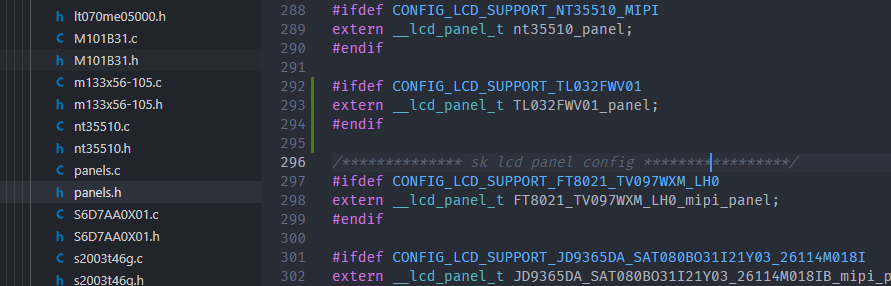 lt070me05000.h
M101B31.c
M101B31.h
m133x56-105.c
m133x56-105.h
nt35510.c
nt35510.h
panels.c
panels.h
S6D7AA0X01.c
S6D7AA0X01.h
s2003t46g.c
s2003t46g.h
288 #ifdef CONFIG_LCD_SUPPORT_NT35510_MIPI
289 extern __lcd_panel_t nt35510_panel;
290 #endif
291
292 #ifdef CONFIG_LCD_SUPPORT_TL032FWV01
293 extern __lcd_panel_t TL032FWV01_panel;
294 #endif
295
296 /************** sk lcd panel config *****************/
297 #ifdef CONFIG_LCD_SUPPORT_FT8021_TV097WXM_LH0
298 extern __lcd_panel_t FT8021_TV097WXM_LH0_mipi_panel;
299 #endif
300
301 #ifdef CONFIG_LCD_SUPPORT_JD9365DA_SAT080BO31I21Y03_26114M018I
302 extern __lcd_panel_t JD9365DA_SAT080BO31I21Y03_26114M018IB_mipi_p